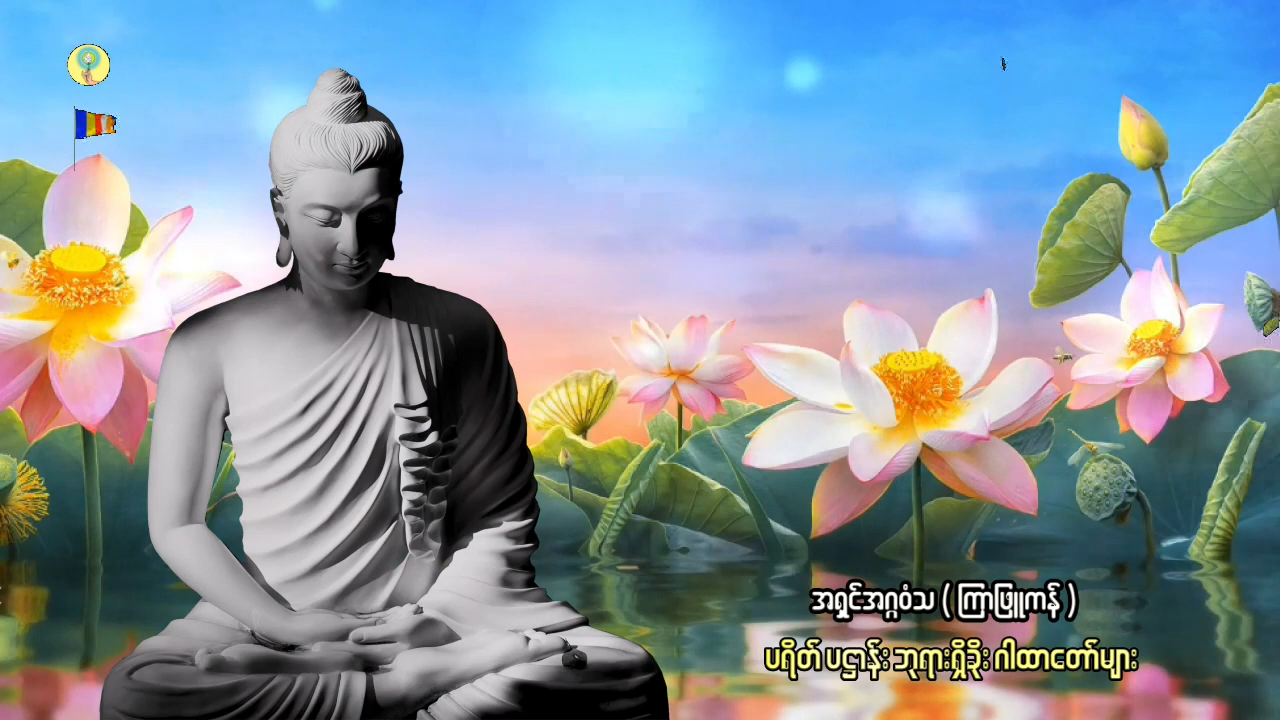 အရှင်အဂ္ဂဝံသ ( ကြာဖြူကန် )
ပရိတ် ပဋ္ဌာန်း ဘုရားရှိခိုး ဂါထာတော်များ